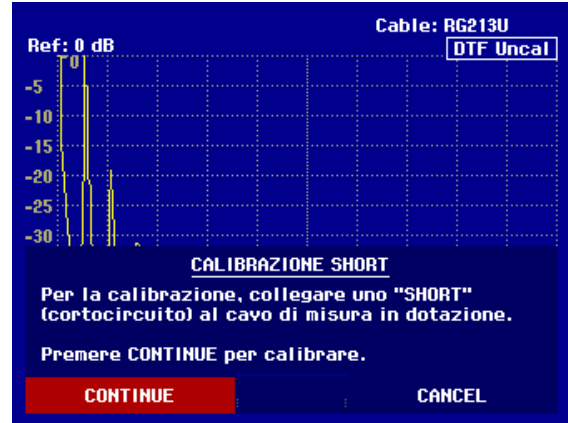 Cable: RG213U
Ref: 0 dB
DTF Uncal
0
-5
-10
-15
-20
-25
-30
CALIBRAZIONE SHORT
Per la calibrazione, collegare uno "SHORT"
(cortocircuito) al cavo di misura in dotazione.
Premere CONTINUE per calibrare.
CONTINUE
CANCEL